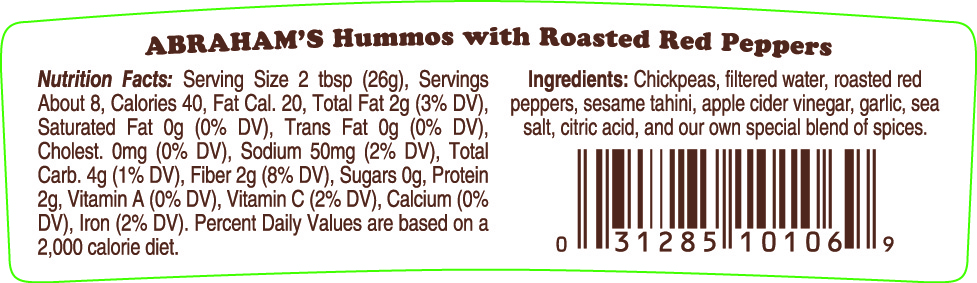 ABRAHAM'S Hummos with Roasted Red Peppers
Nutrition Facts: Serving Size 2 tbsp (26g), Servings
About 8, Calories 40, Fat Cal. 20, Total Fat 2g (3% DV),
Saturated Fat 0g (0% DV), Trans Fat 0g (0% DV),
Cholest. 0mg (0% DV), Sodium 50mg (2% DV), Total
Carb. 4g (1% DV), Fiber 2g (8% DV), Sugars 0g, Protein
2g, Vitamin A (0% DV), Vitamin C (2% DV), Calcium (0%
DV), Iron (2% DV). Percent Daily Values are based on a
2,000 calorie diet.
Ingredients: Chickpeas, filtered water, roasted red
peppers, sesame tahini, apple cider vinegar, garlic, sea
salt, citric acid, and our own special blend of spices.
0 31285 10106 9